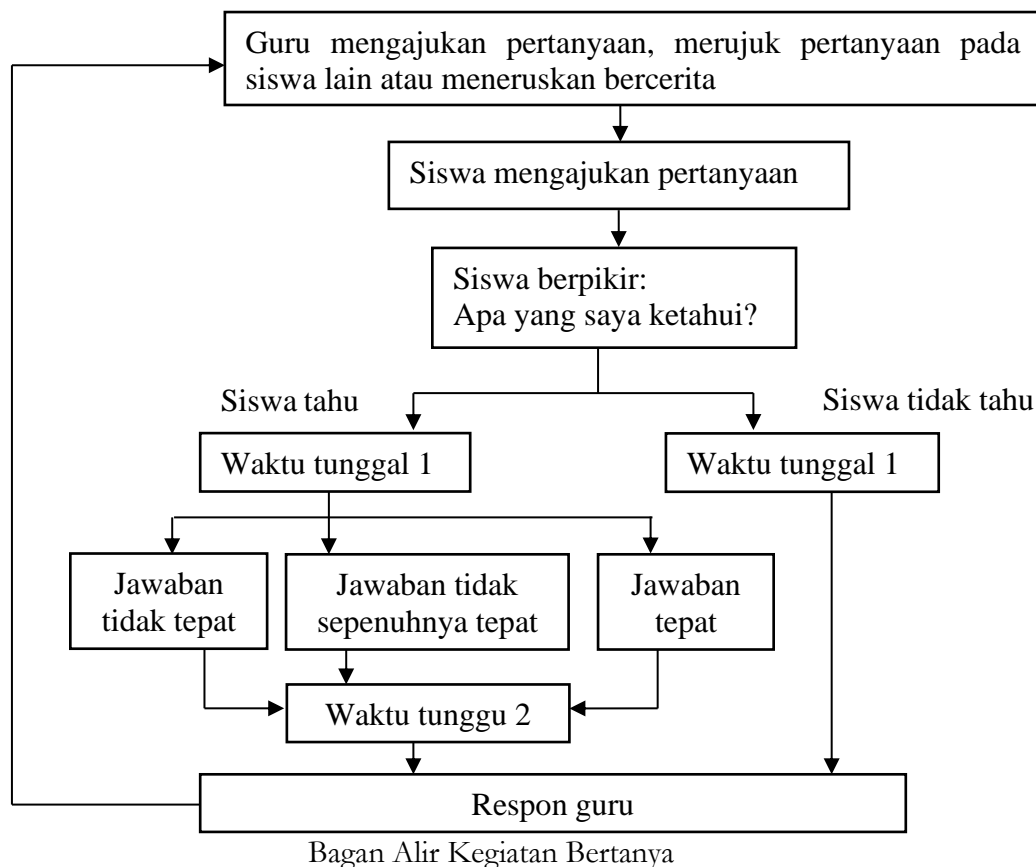 Guru mengajukan pertanyaan, merujuk pertanyaan pada
siswa lain atau meneruskan bercerita
Siswa mengajukan pertanyaan
Siswa berpikir:
Apa yang saya ketahui?
Siswa tahu
Siswa tidak tahu
Waktu tunggal 1
Waktu tunggal 1
Jawaban
tidak tepat
Jawaban tidak
sepenuhnya tepat
Jawaban
tepat
Waktu tunggu 2
Respon guru
Bagan Alir Kegiatan Bertanya